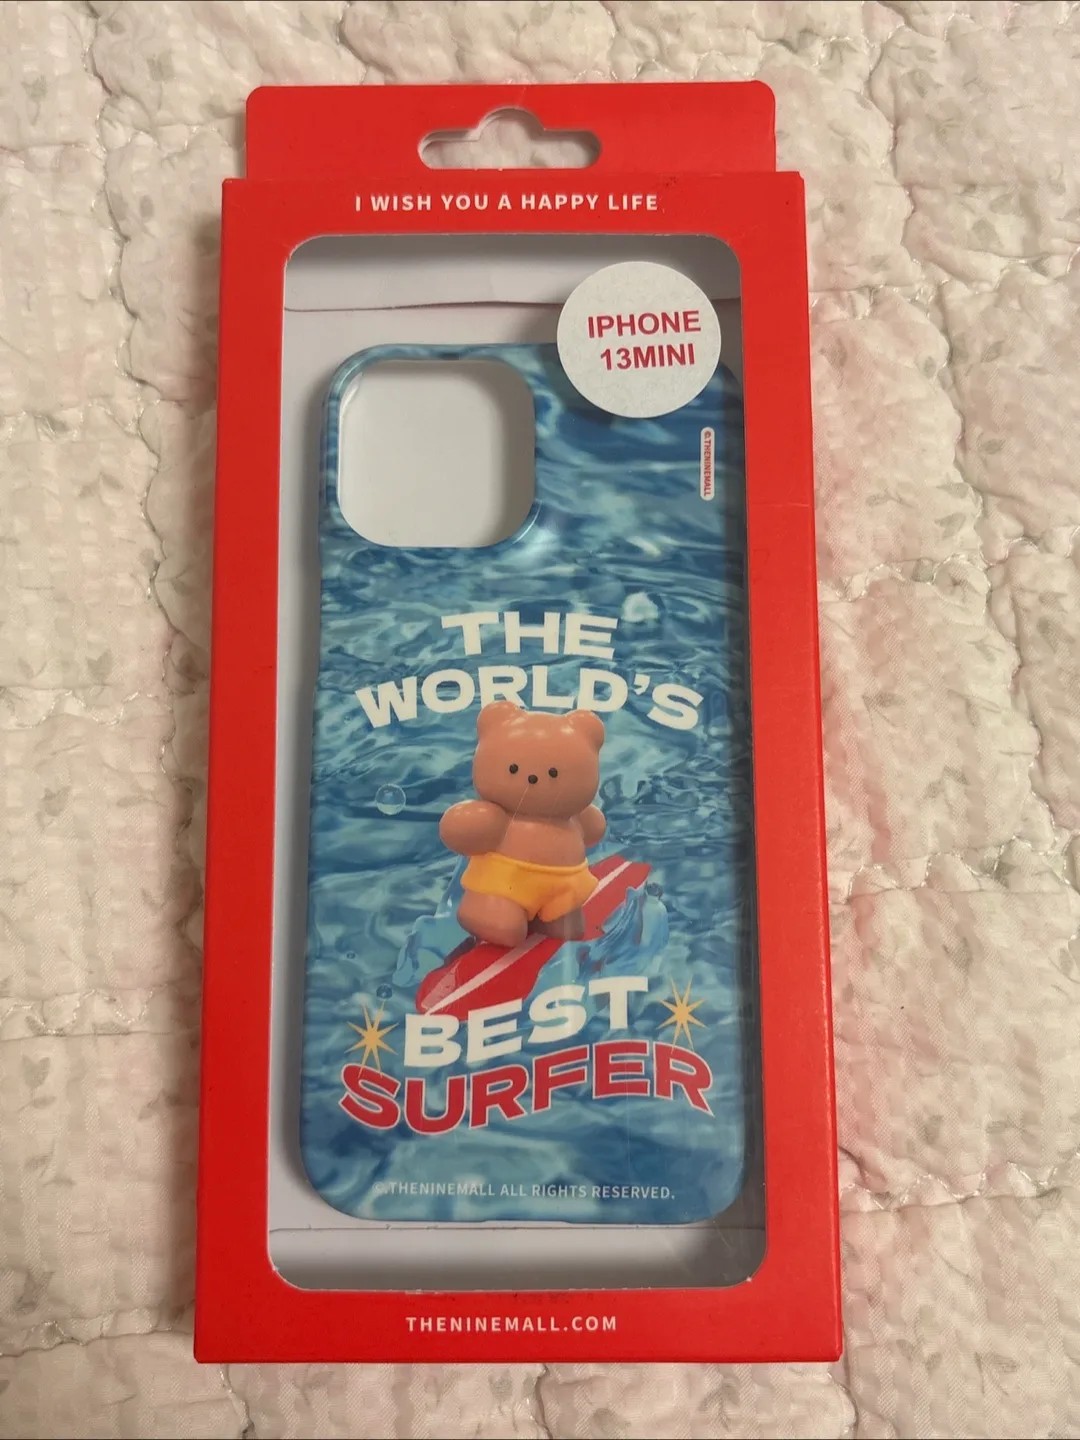 I WISH YOU A HAPPY LIFE
IPHONE
13MINI
©.THENINEMALL
THE
WORLD'S
BEST
SURFER
©.THENINEMALL ALL RIGHTS RESERVED.
THENINEMALL.COM